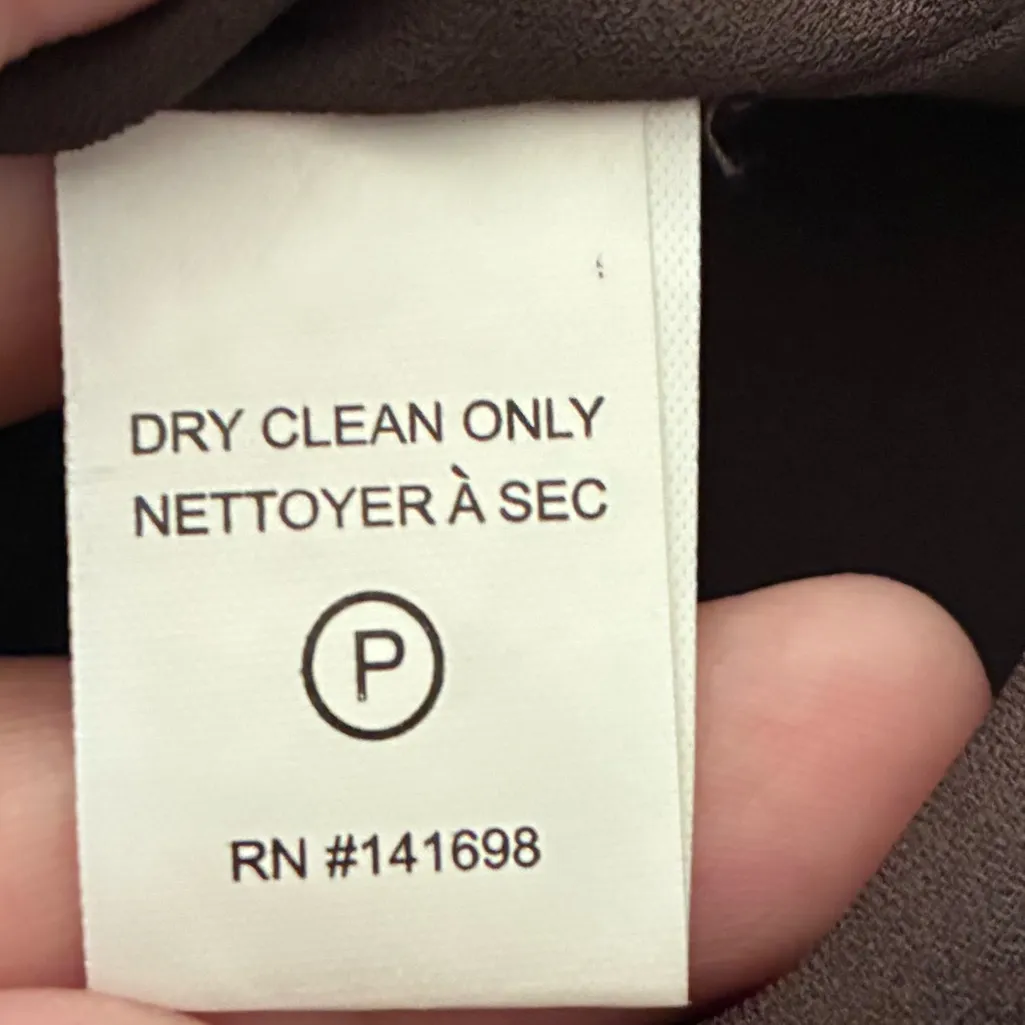 DRY CLEAN ONLY
NETTOYER À SEC
P
RN #141698